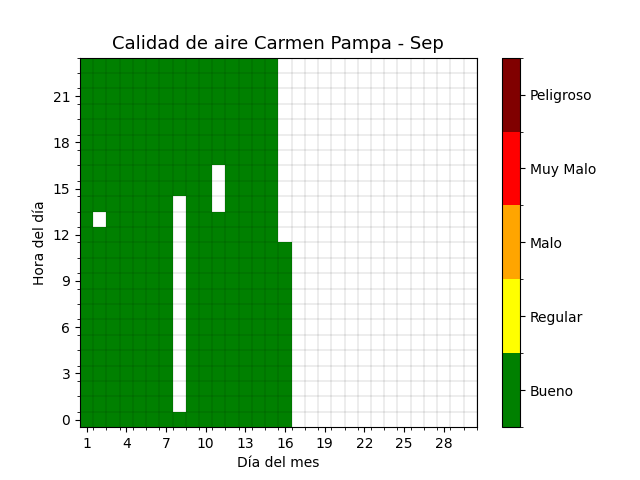 Calidad de aire Carmen Pampa - Sep
Hora del día
21
18
15
12
9
6
3
0
1 4 7 10 13 16 19 22 25 28
Día del mes
Peligroso
Muy Malo
Malo
Regular
Bueno